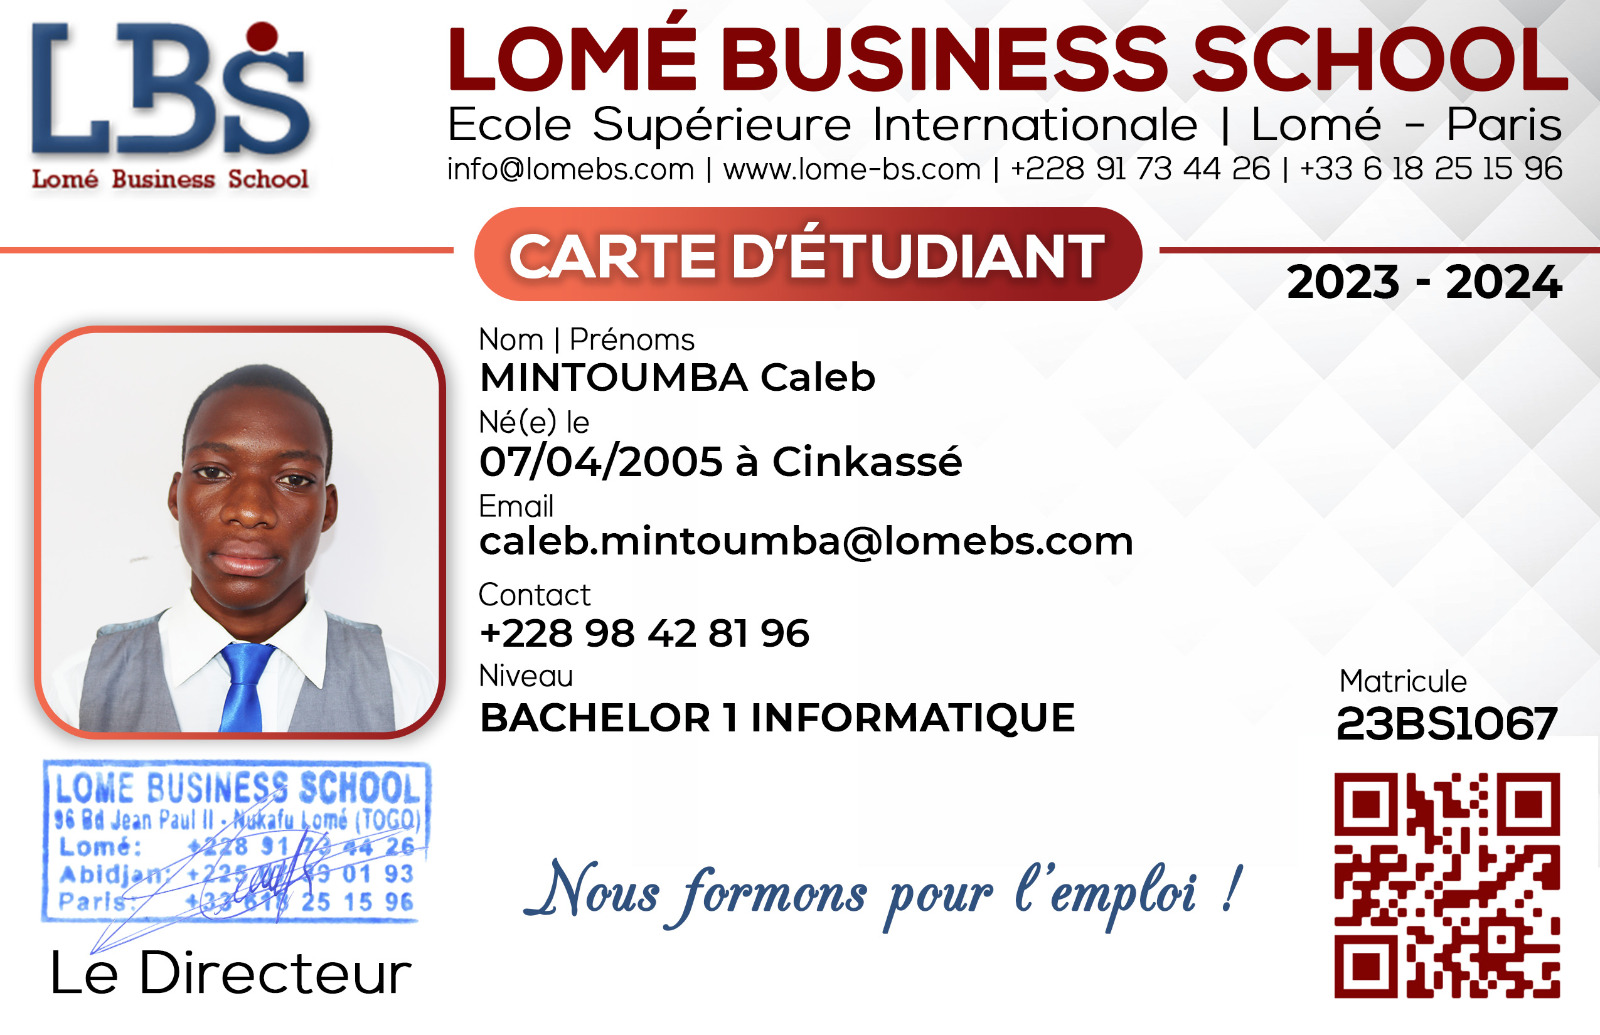 LBS
Lomé Business School
LOMÉ BUSINESS SCHOOL
Ecole Supérieure Internationale | Lomé - Paris
info@lomebs.com | www.lome-bs.com | +228 91 73 44 26 | +33 6 18 25 15 96
CARTE D'ÉTUDIANT
2023 - 2024
Nom | Prénoms
MINTOUMBA Caleb
Né(e) le
07/04/2005 à Cinkassé
Email
caleb.mintoumba@lomebs.com
Contact
+228 98 42 81 96
Niveau
BACHELOR 1 INFORMATIQUE
Matricule
23BS1067
LOME BUSINESS SCHOOL
96 Bd Jean Paul II - Nukafu Lomé (TOGO)
Lomé: +228 91 73 44 26
Abidjan: +225 01 93
Paris: +33 618 25 15 96
Le Directeur
Nous formons pour l'emploi !